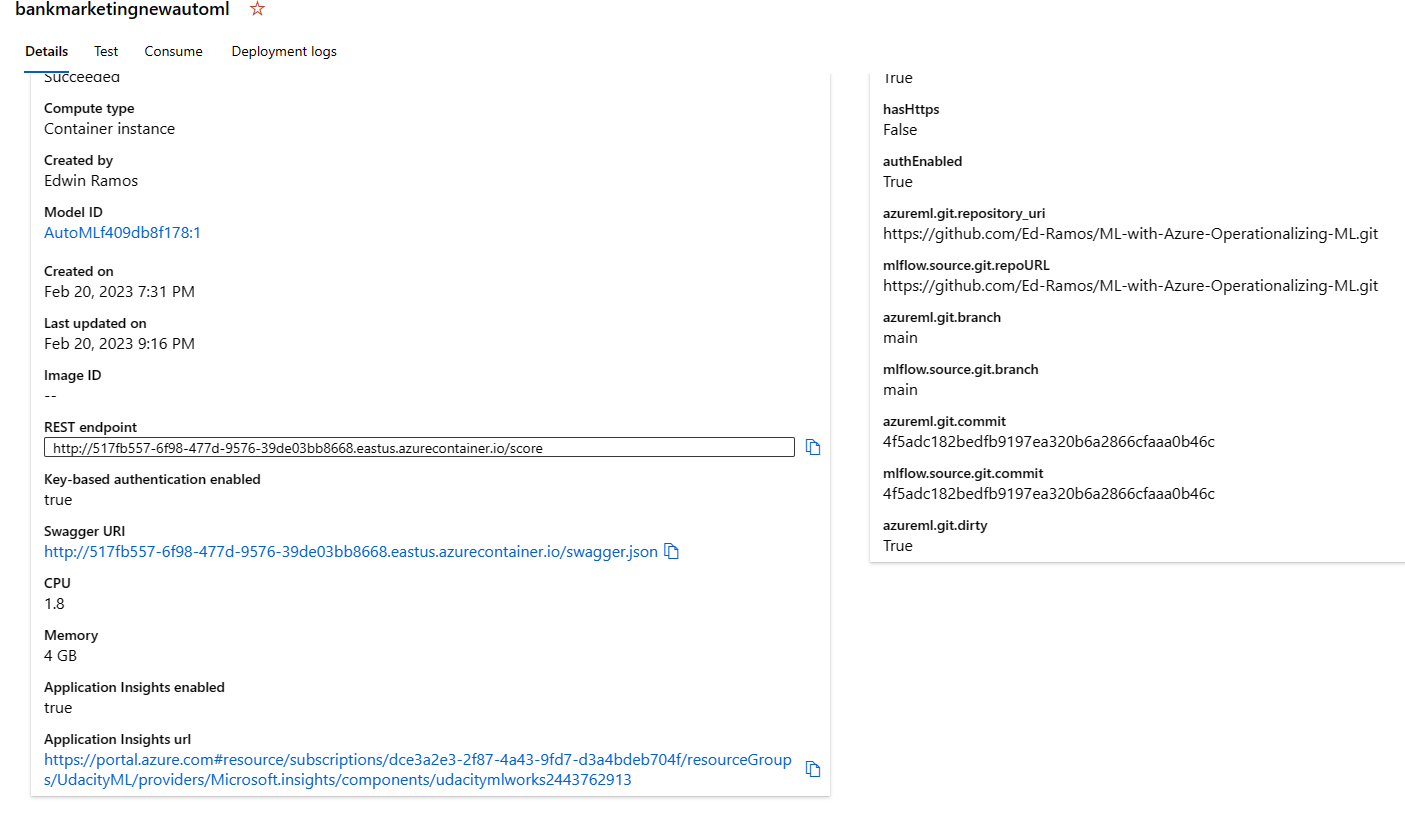 bankmarketingnewautoml
Details Test Consume Deployment logs
Succeeded
Compute type
Container instance
Created by
Edwin Ramos
Model ID
AutoMLf409db8f178:1
Created on
Feb 20, 2023 7:31 PM
Last updated on
Feb 20, 2023 9:16 PM
Image ID
--
REST endpoint
http://517fb557-6f98-477d-9576-39de03bb8668.eastus.azurecontainer.io/score
Key-based authentication enabled
true
Swagger URI
http://517fb557-6f98-477d-9576-39de03bb8668.eastus.azurecontainer.io/swagger.json
CPU
1.8
Memory
4 GB
Application Insights enabled
true
Application Insights url
https://portal.azure.com#resource/subscriptions/dce3a2e3-2f87-4a43-9fd7-d3a4bdeb704f/resourceGroup
s/UdacityML/providers/Microsoft.insights/components/udacitymlworks2443762913
True
hasHttps
False
authEnabled
True
azureml.git.repository_uri
https://github.com/Ed-Ramos/ML-with-Azure-Operationalizing-ML.git
mlflow.source.git.repoURL
https://github.com/Ed-Ramos/ML-with-Azure-Operationalizing-ML.git
azureml.git.branch
main
mlflow.source.git.branch
main
azureml.git.commit
4f5adc182bedfb9197ea320b6a2866cfaaa0b46c
mlflow.source.git.commit
4f5adc182bedfb9197ea320b6a2866cfaaa0b46c
azureml.git.dirty
True